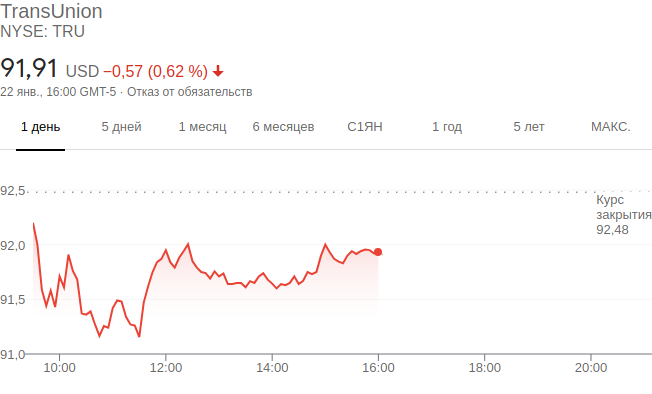 TransUnion
NYSE: TRU
91,91 USD −0,57 (0,62 %)
22 янв., 16:00 GMT-5 · Отказ от обязательств
1 день 5 дней 1 месяц 6 месяцев С1ЯН 1 год 5 лет МАКС.
92,5
Курс
закрытия
92,48
92,0
91,5
91,0
10:00 12:00 14:00 16:00 18:00 20:00